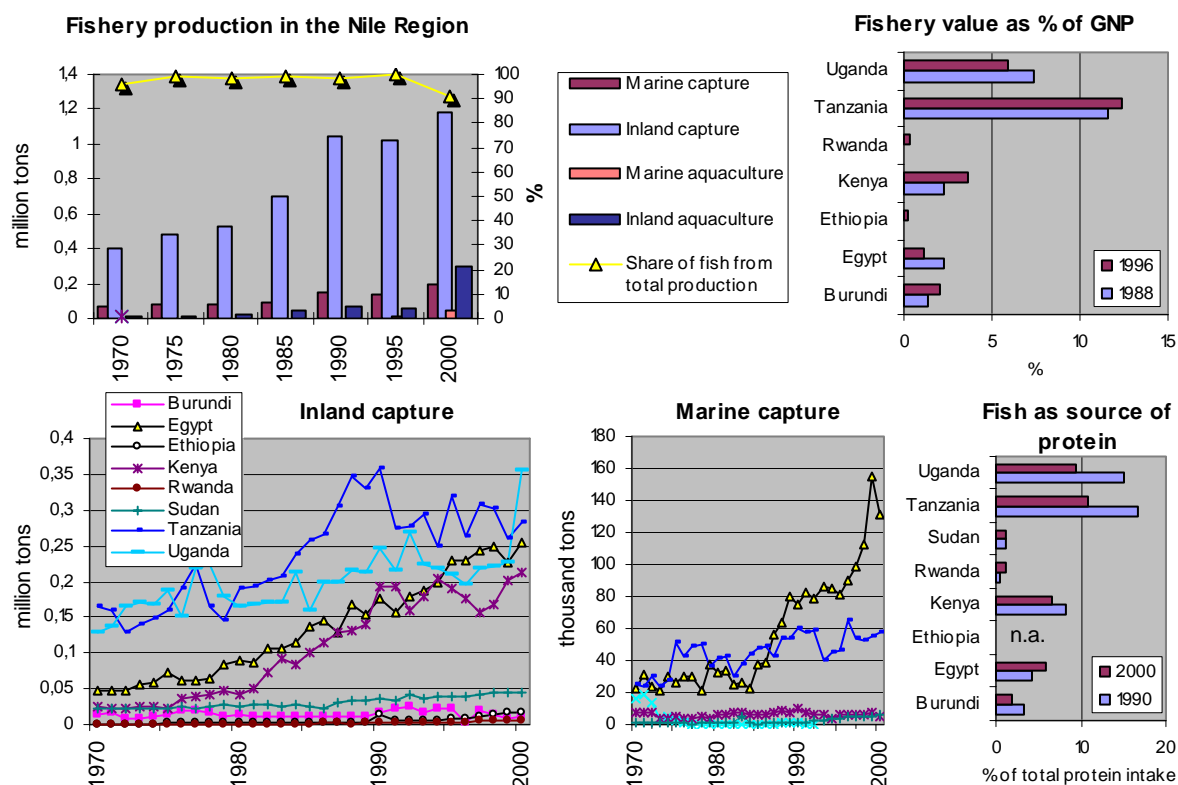 Fishery production in the Nile Region
1,4
1,2
1
0,8
0,6
0,4
0,2
0
million tons
100
90
80
70
60
50
40
30
20
10
0
%
1970
1975
1980
1985
1990
1995
2000
Marine capture
Inland capture
Marine aquaculture
Inland aquaculture
Share of fish from
total production
Fishery value as % of GNP
Uganda
Tanzania
Rwanda
Kenya
Ethiopia
Egypt
Burundi
1996
1988
0
5
10
15
%
Inland capture
Burundi
Egypt
Ethiopia
Kenya
Rwanda
Sudan
Tanzania
Uganda
0,4
0,35
0,3
0,25
0,2
0,15
0,1
0,05
0
million tons
1970
1980
1990
2000
Marine capture
180
160
140
120
100
80
60
40
20
0
thousand tons
1970
1980
1990
2000
Fish as source of
protein
Uganda
Tanzania
Sudan
Rwanda
Kenya
Ethiopia
n.a.
Egypt
Burundi
2000
1990
0
10
20
% of total protein intake